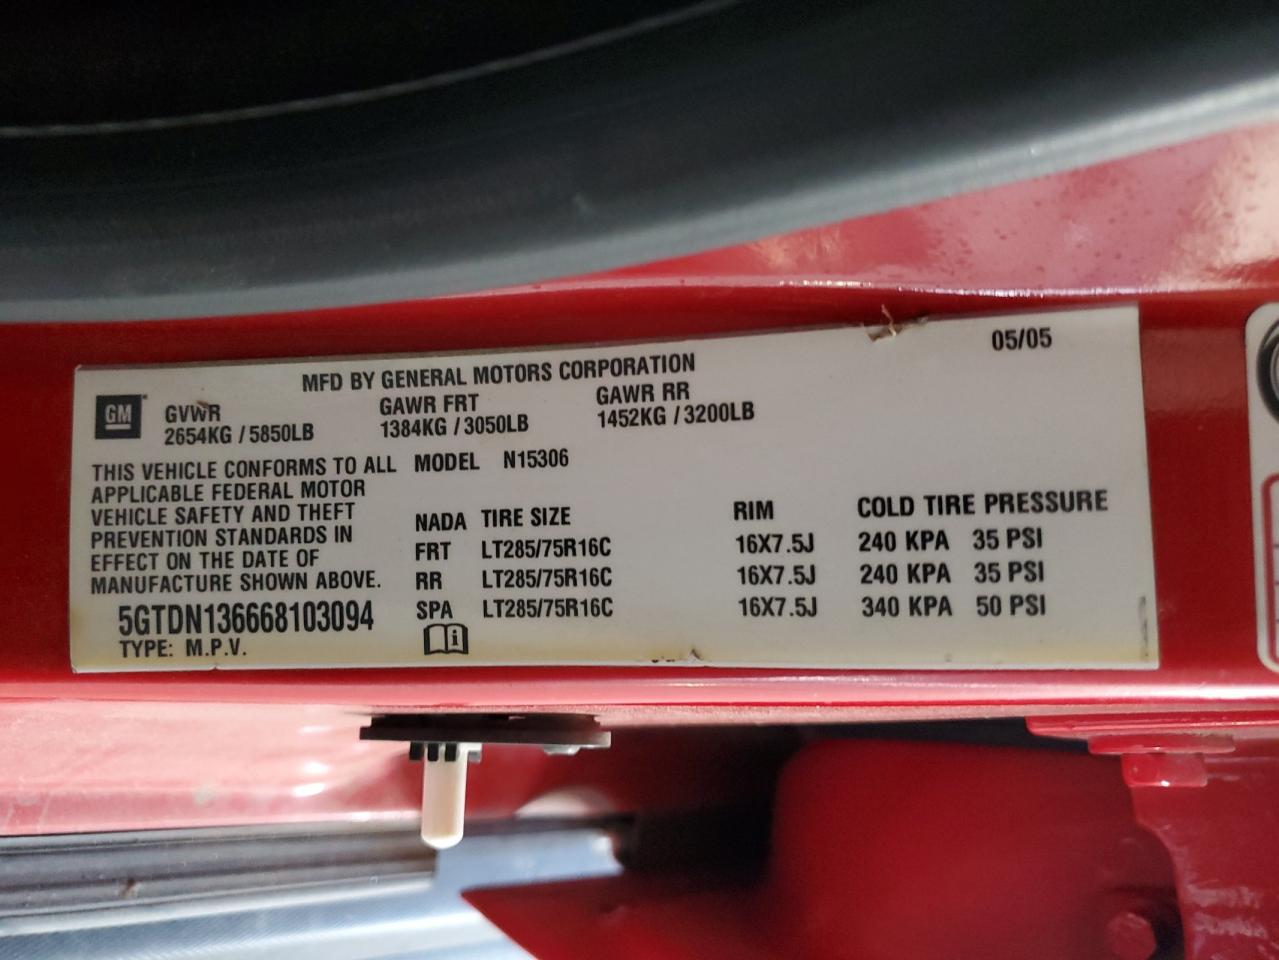 05/05
MFD BY GENERAL MOTORS CORPORATION
GM
GVWR GAWR FRT GAWR RR
2654KG / 5850LB 1384KG / 3050LB 1452KG / 3200LB
THIS VEHICLE CONFORMS TO ALL
APPLICABLE FEDERAL MOTOR
VEHICLE SAFETY AND THEFT
PREVENTION STANDARDS IN
EFFECT ON THE DATE OF
MANUFACTURE SHOWN ABOVE.
5GTDN136668103094
TYPE: M.P.V.
MODEL N15306
NADA TIRE SIZE RIM COLD TIRE PRESSURE
FRT LT285/75R16C 16X7.5J 240 KPA 35 PSI
RR LT285/75R16C 16X7.5J 240 KPA 35 PSI
SPA LT285/75R16C 16X7.5J 340 KPA 50 PSI
i